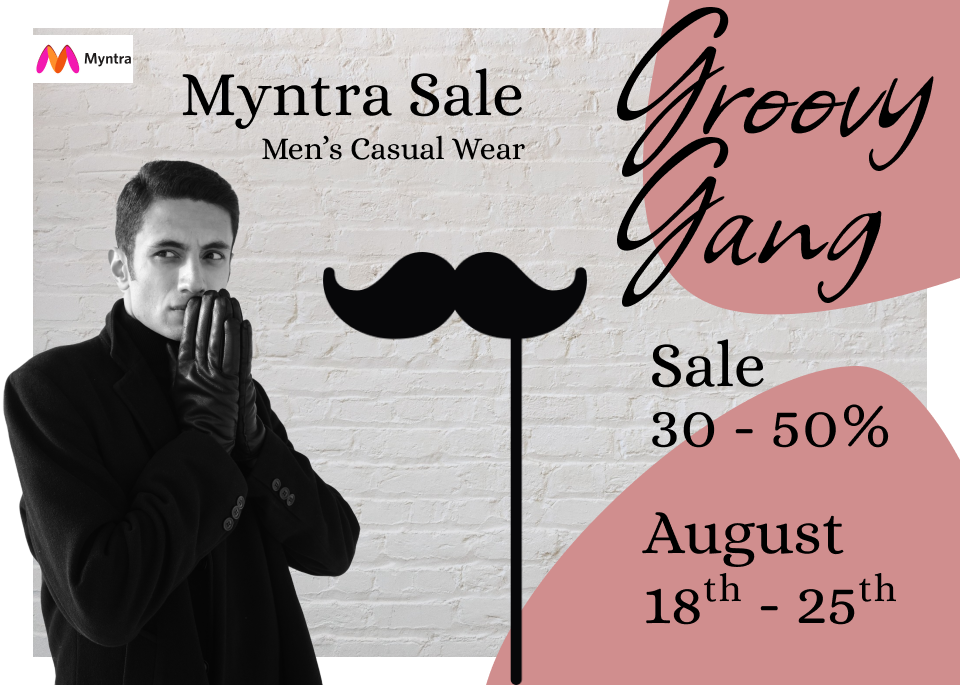 Myntra
Myntra Sale
Men's Casual Wear
Groovy
Gang
Sale
30 - 50%
August
18th - 25th